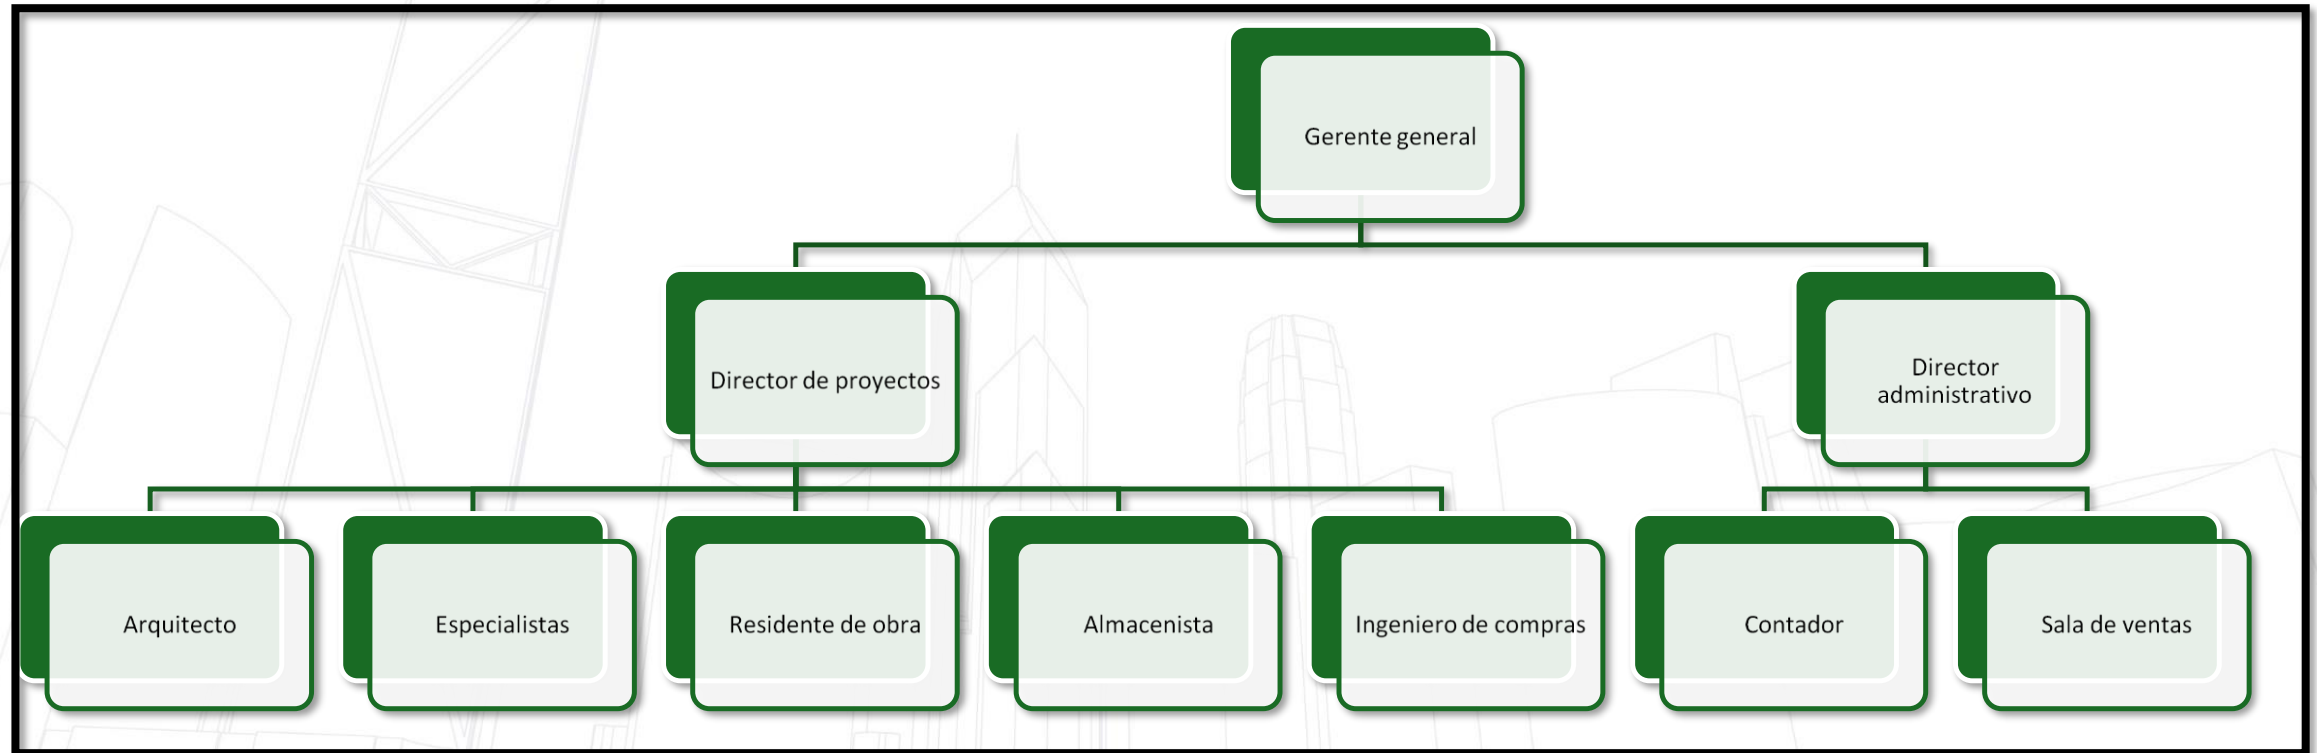 Gerente general
Director de proyectos
Director
administrativo
Arquitecto
Especialistas
Residente de obra
Almacenista
Ingeniero de compras
Contador
Sala de ventas